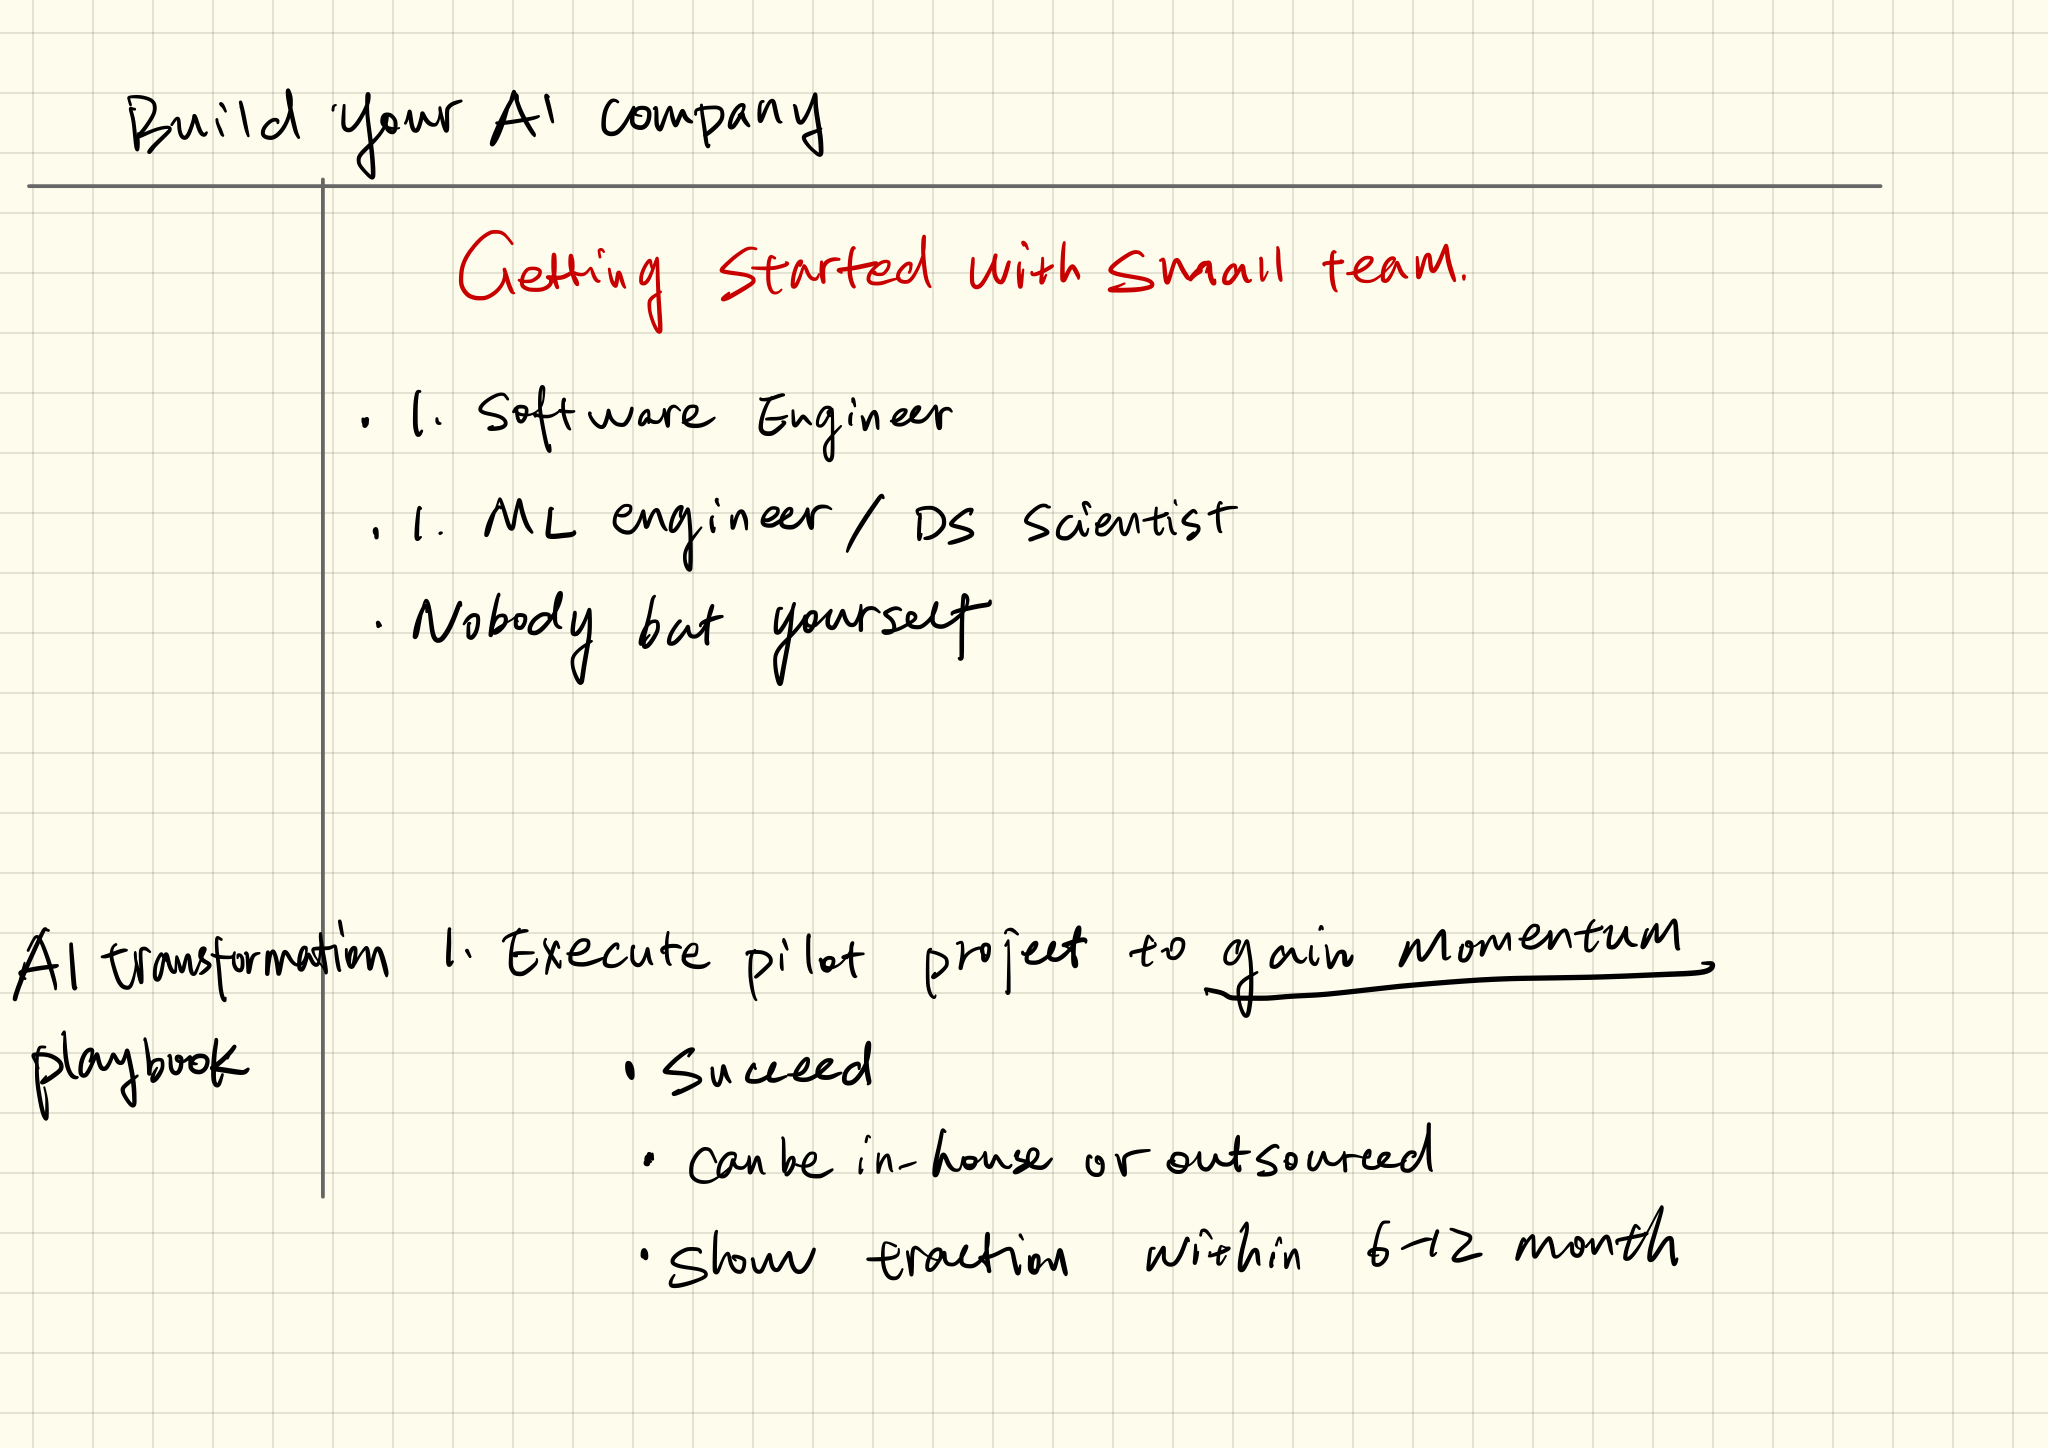 Build your AI company
Getting started with small team.
· 1. Software Engineer
· 1. ML engineer / DS scientist
· Nobody but yourself
AI transformation 1. Execute pilot project to gain momentum
playbook
· Succeed
· can be in-house or outsourced
· show traction within 6-12 month